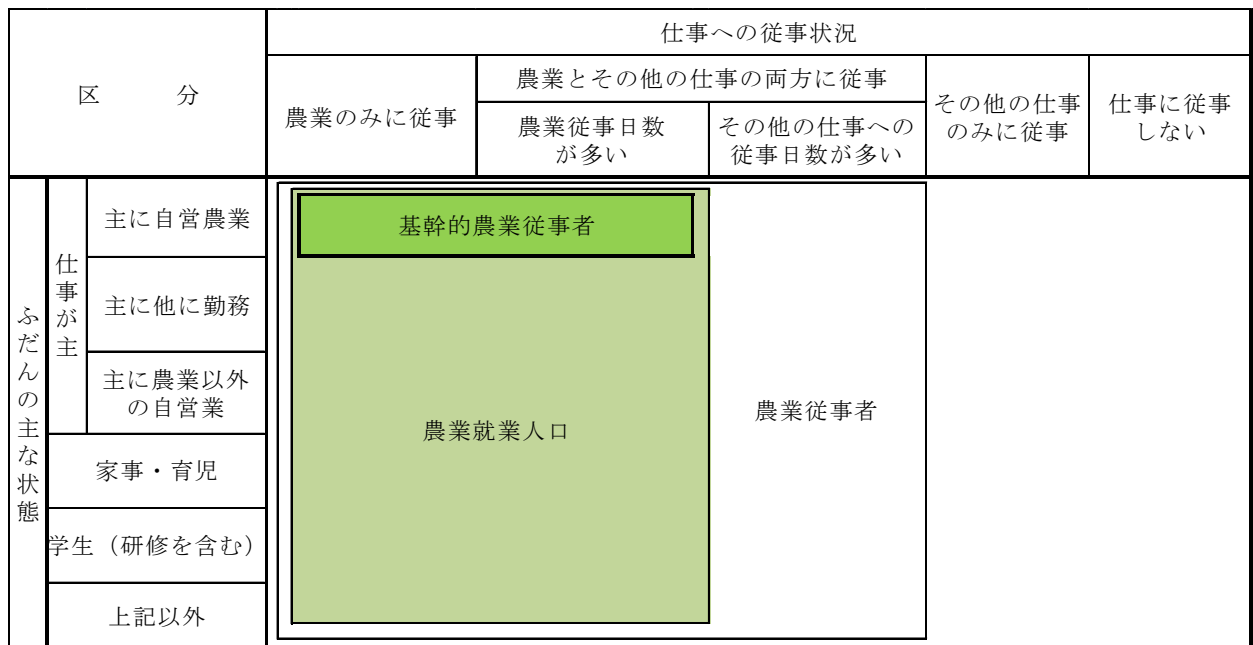 区　　　分
仕事への従事状況
農業のみに従事
農業とその他の仕事の両方に従事
農業従事日数
が多い
その他の仕事への
従事日数が多い
その他の仕事
のみに従事
仕事に従事
しない
ふだんの主な状態
仕事が主
主に自営農業
主に他に勤務
主に農業以外
の自営業
家事・育児
学生（研修を含む）
上記以外
基幹的農業従事者
農業就業人口
農業従事者